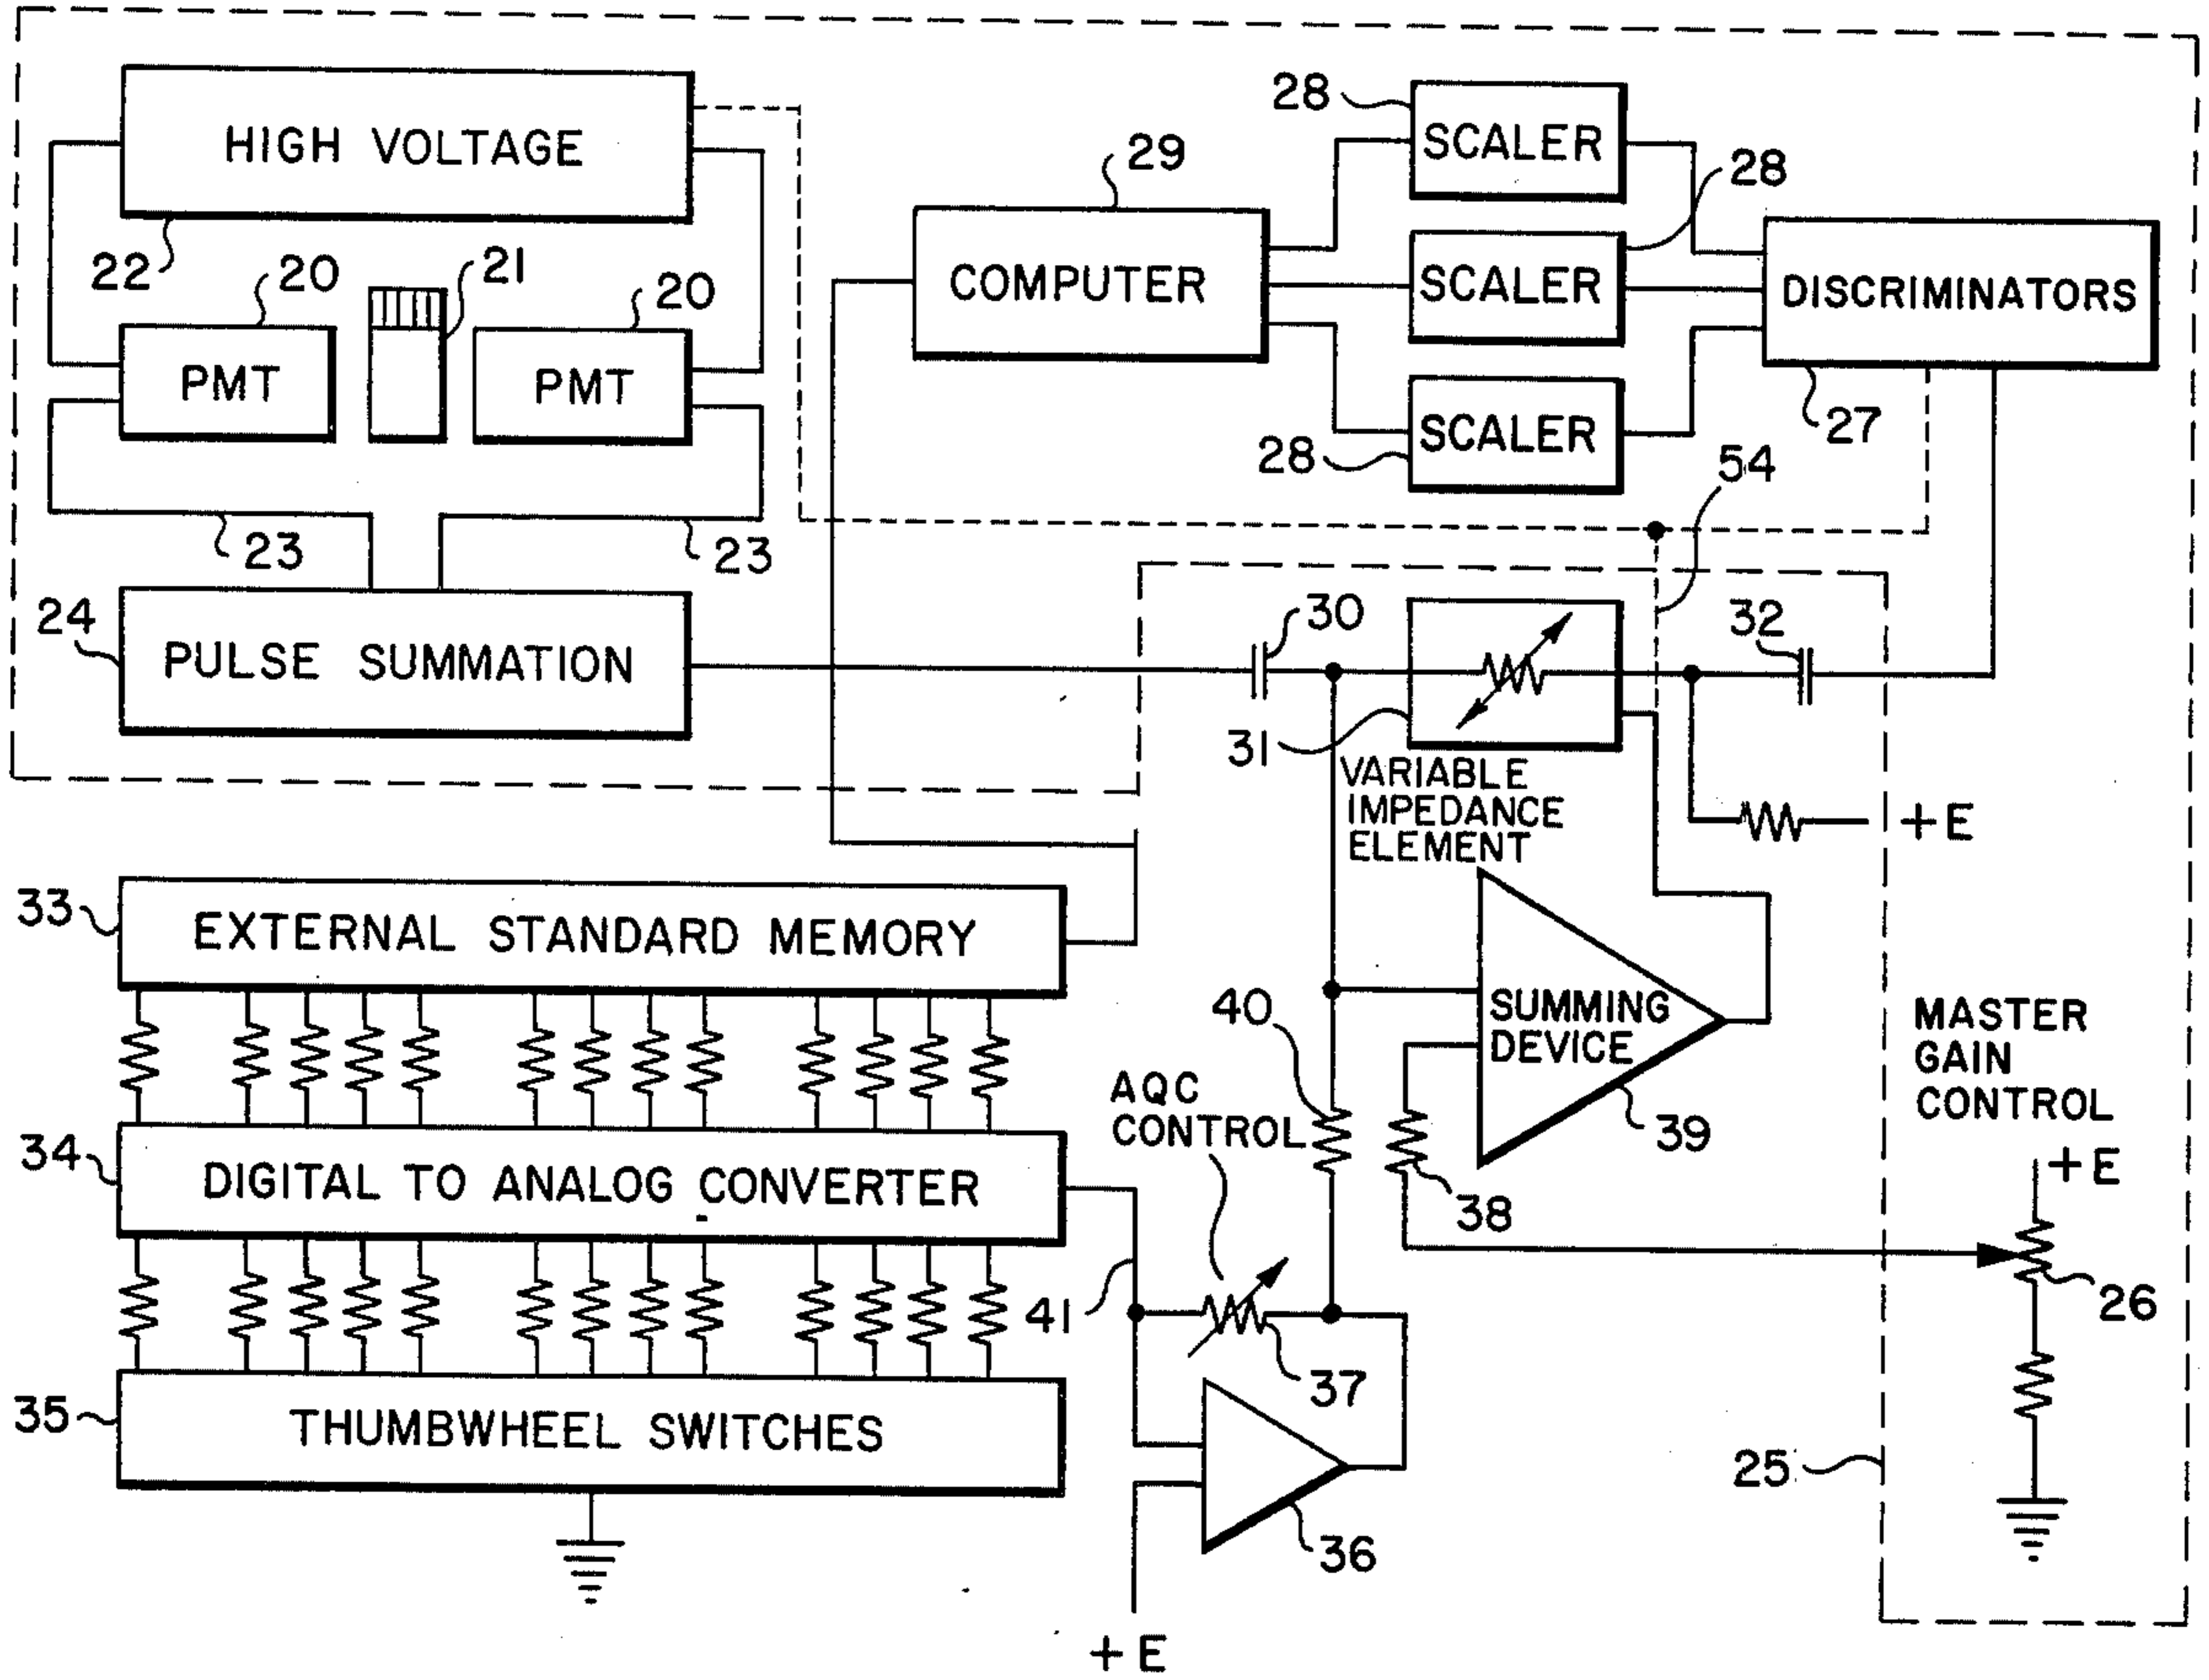 HIGH VOLTAGE
22
20
21
20
PMT
PMT
23
23
24
PULSE SUMMATION
28
SCALER
29
28
COMPUTER
SCALER
DISCRIMINATORS
28
SCALER
27
54
30
32
31
VARIABLE
IMPEDANCE
ELEMENT
+E
33
EXTERNAL STANDARD MEMORY
40
SUMMING
DEVICE
39
MASTER
GAIN
CONTROL
AQC
CONTROL
34
DIGITAL TO ANALOG CONVERTER
38
+E
26
41
37
35
THUMBWHEEL SWITCHES
36
25
+E